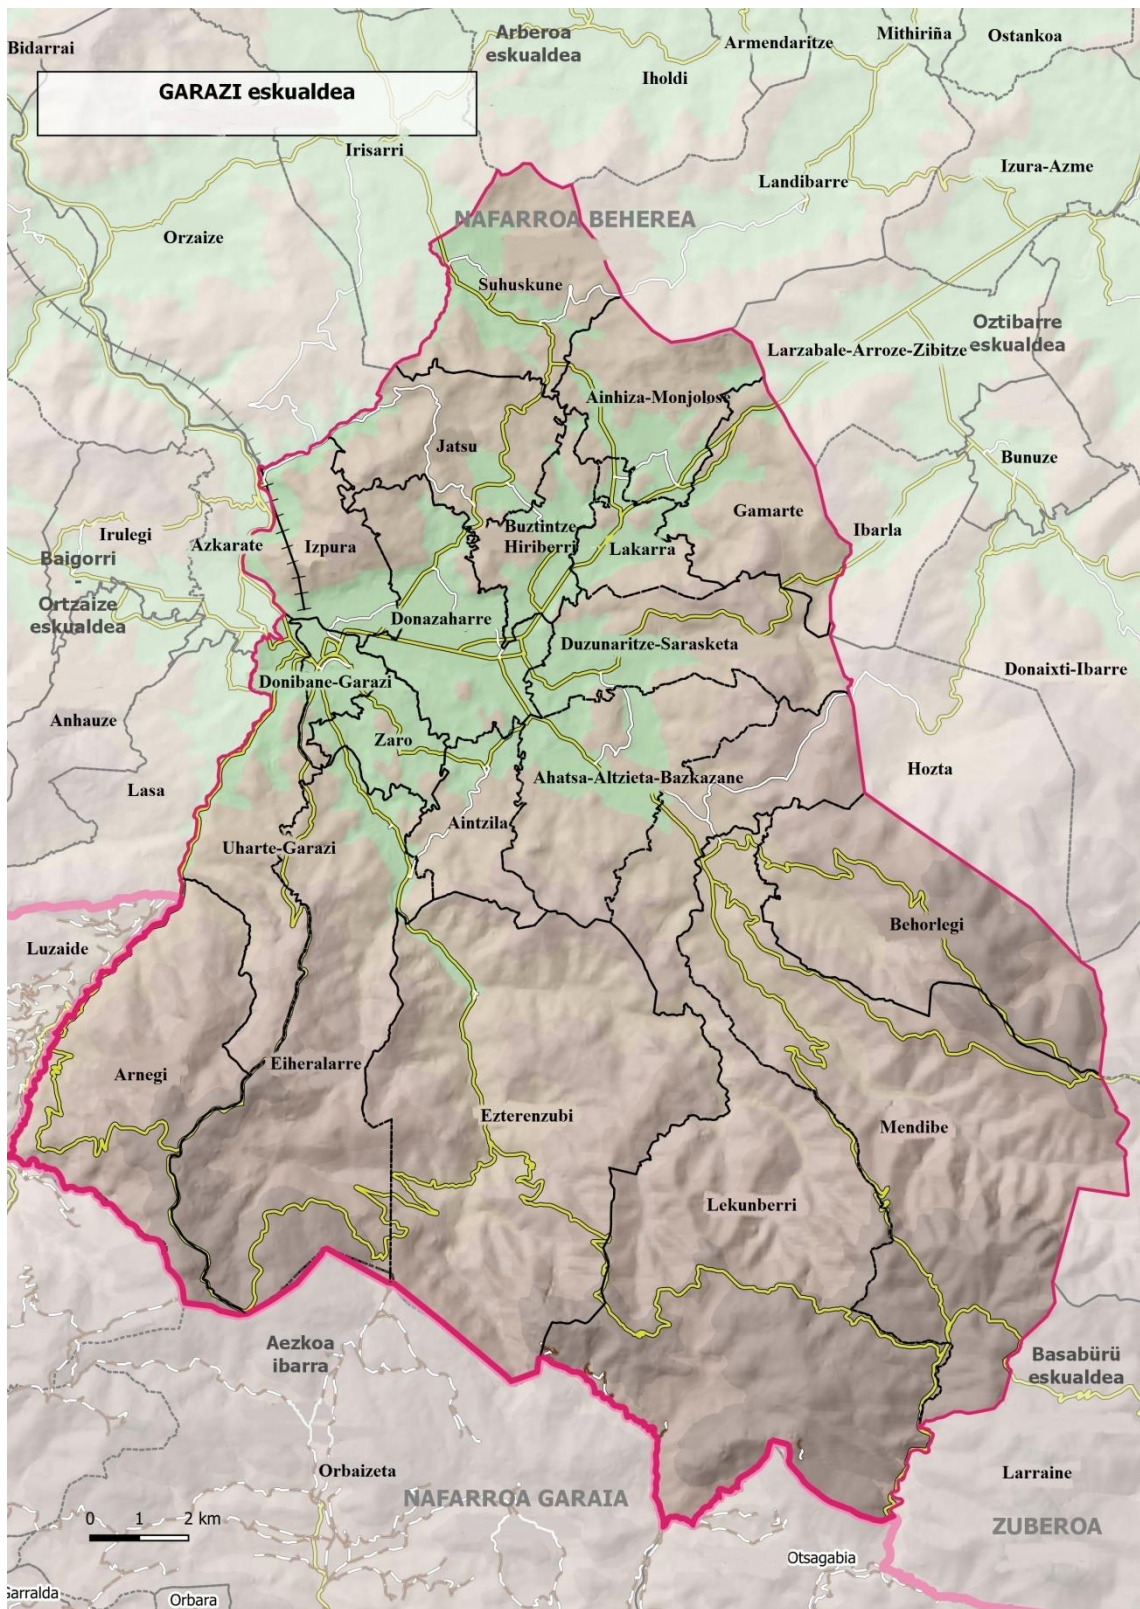 Bidarrai
Arberoa
eskualdea
Armendaritze
Mithiriña
Ostankoa
Iholdi
GARAZI eskualdea
Irisarri
Landibarre
Izura-Azme
NAFARROA BEHEREA
Orzaize
Suhuskune
Oztibarre
eskualdea
Larzabale-Arroze-Zibitze
Ainhiza-Monjolose
Jatsu
Bunuze
Gamarte
Buztintze
Hiriberri
Ibarla
Irulegi
Azkarate
Izpura
Lakarra
Baigorri
-
Ortzaize
eskualdea
Donazaharre
Duzunaritze-Sarasketa
Donaixti-Ibarre
Donibane-Garazi
Anhauze
Zaro
Hozta
Ahatsa-Altzieta-Bazkazane
Lasa
Aintzila
Uharte-Garazi
Behorlegi
Luzaide
Arnegi
Eiheralarre
Ezterenzubi
Mendibe
Lekunberri
Aezkoa
ibarra
Basabürü
eskualdea
Orbaizeta
Larraine
NAFARROA GARAIA
0 1 2 km
ZUBEROA
Otsagabia
Garralda
Orbara